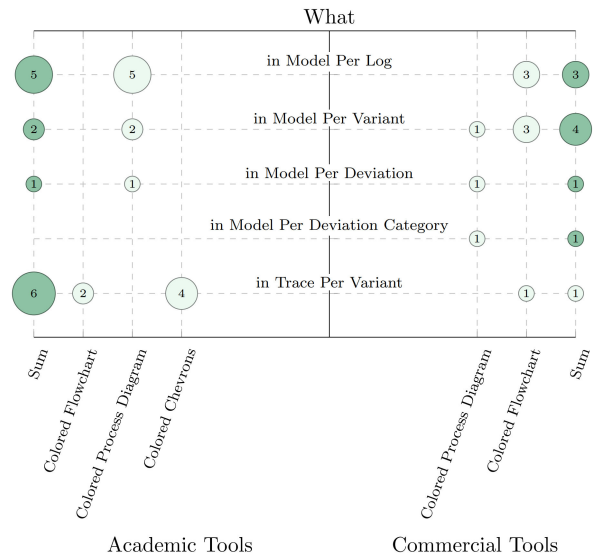 What
in Model Per Log
5
5
3
3
in Model Per Variant
2
2
1
3
4
in Model Per Deviation
1
1
1
1
in Model Per Deviation Category
1
1
in Trace Per Variant
6
2
4
1
1
Sum
Colored Flowchart
Colored Process Diagram
Colored Chevrons
Colored Process Diagram
Colored Flowchart
Sum
Academic Tools
Commercial Tools